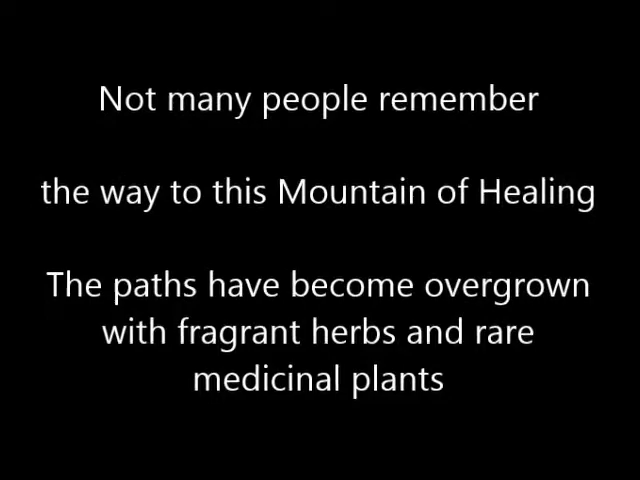 Not many people remember
the way to this Mountain of Healing
The paths have become overgrown
with fragrant herbs and rare
medicinal plants